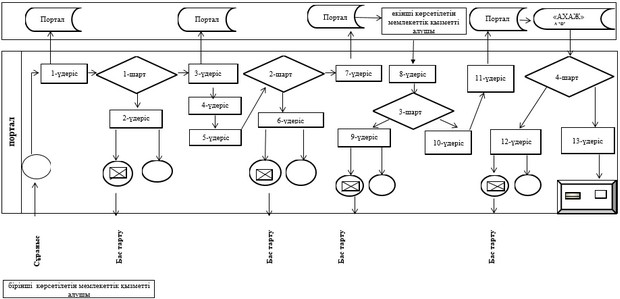 Портал
Портал
Портал
екінші көрсетілетін
мемлекеттік қызметті
алушы
Портал
«АХАЖ»
портал
1-үдеріс
1-шарт
3-үдеріс
2-шарт
7-үдеріс
8-үдеріс
11-үдеріс
4-шарт
2-үдеріс
4-үдеріс
5-үдеріс
6-үдеріс
3-шарт
9-үдеріс
10-үдеріс
12-үдеріс
13-үдеріс
Сұраныс
Бас тарту
Бас тарту
Бас тарту
Бас тарту
бірінші көрсетілетін мемлекеттік қызметті
алушы